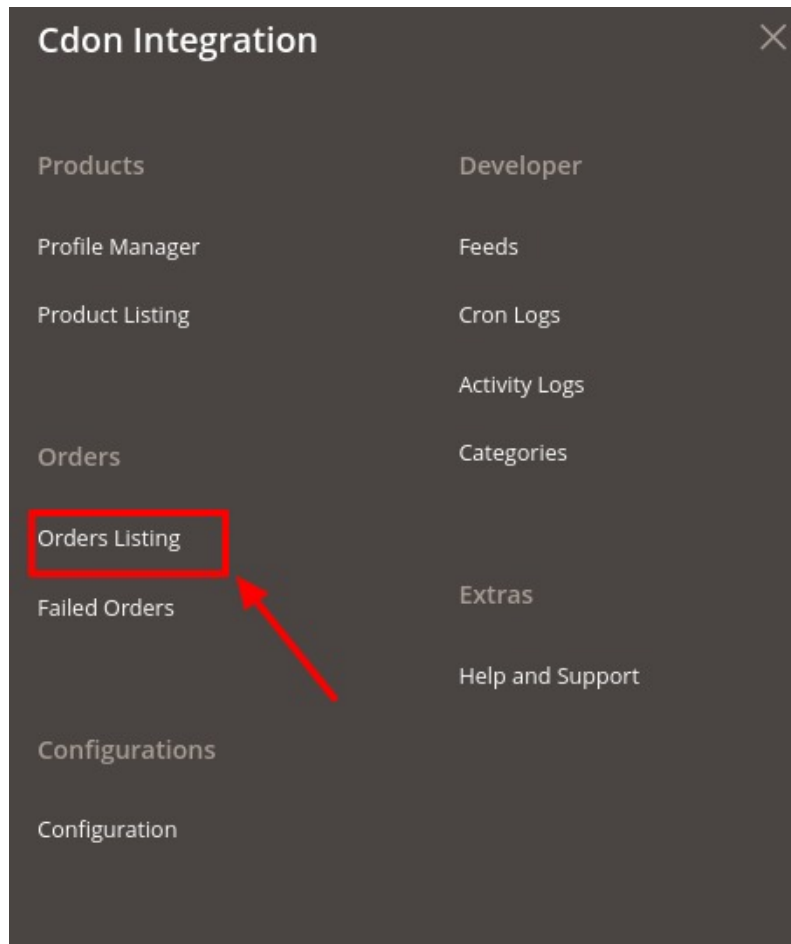 Cdon Integration
Products
Profile Manager
Product Listing
Orders
Orders Listing
Failed Orders
Configurations
Configuration
Developer
Feeds
Cron Logs
Activity Logs
Categories
Extras
Help and Support